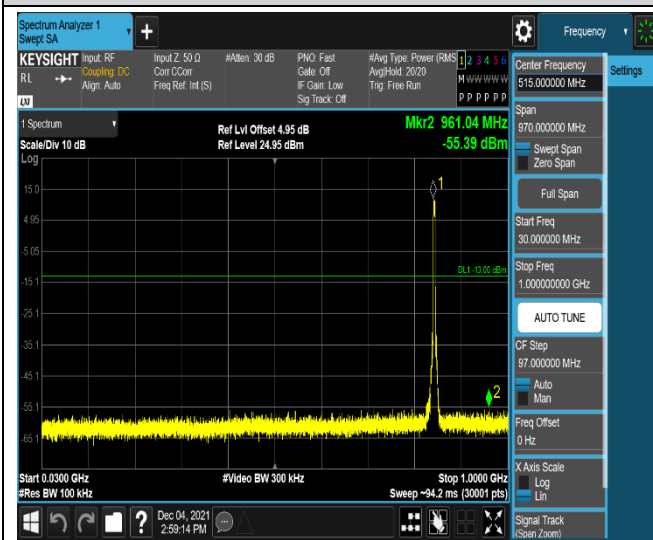 Spectrum Analyzer 1
Swept SA
+
Frequency
KEYSIGHT
RL
LXI
Input: RF
Coupling: DC
Align: Auto
Input Z: 50 Ω
Corr CCorr
Freq Ref: Int (S)
#Atten: 30 dB
PNO: Fast
Gate: Off
IF Gain: Low
Sig Track: Off
#Avg Type: Power (RMS
Avg|Hold: 20/20
Trig: Free Run
1 2 3 4 5 6
M W W W W W
P P P P P P
Settings
Center Frequency
515.000000 MHz
Span
970.000000 MHz
Swept Span
Zero Span
Full Span
Start Freq
30.000000 MHz
Stop Freq
1.000000000 GHz
AUTO TUNE
CF Step
97.000000 MHz
Auto
Man
Freq Offset
0 Hz
X Axis Scale
Log
Lin
Signal Track
(Span Zoom)
1 Spectrum
Scale/Div 10 dB
Log
Ref Lvl Offset 4.95 dB
Ref Level 24.95 dBm
Mkr2 961.04 MHz
-55.39 dBm
15.0
4.95
-5.05
-15.1
-25.1
-35.1
-45.1
-55.1
-65.1
1
DL1 -13.00 dBm
2
Start 0.0300 GHz
#Res BW 100 kHz
#Video BW 300 kHz
Stop 1.0000 GHz
Sweep ~94.2 ms (30001 pts)
?
Dec 04, 2021
2:59:14 PM